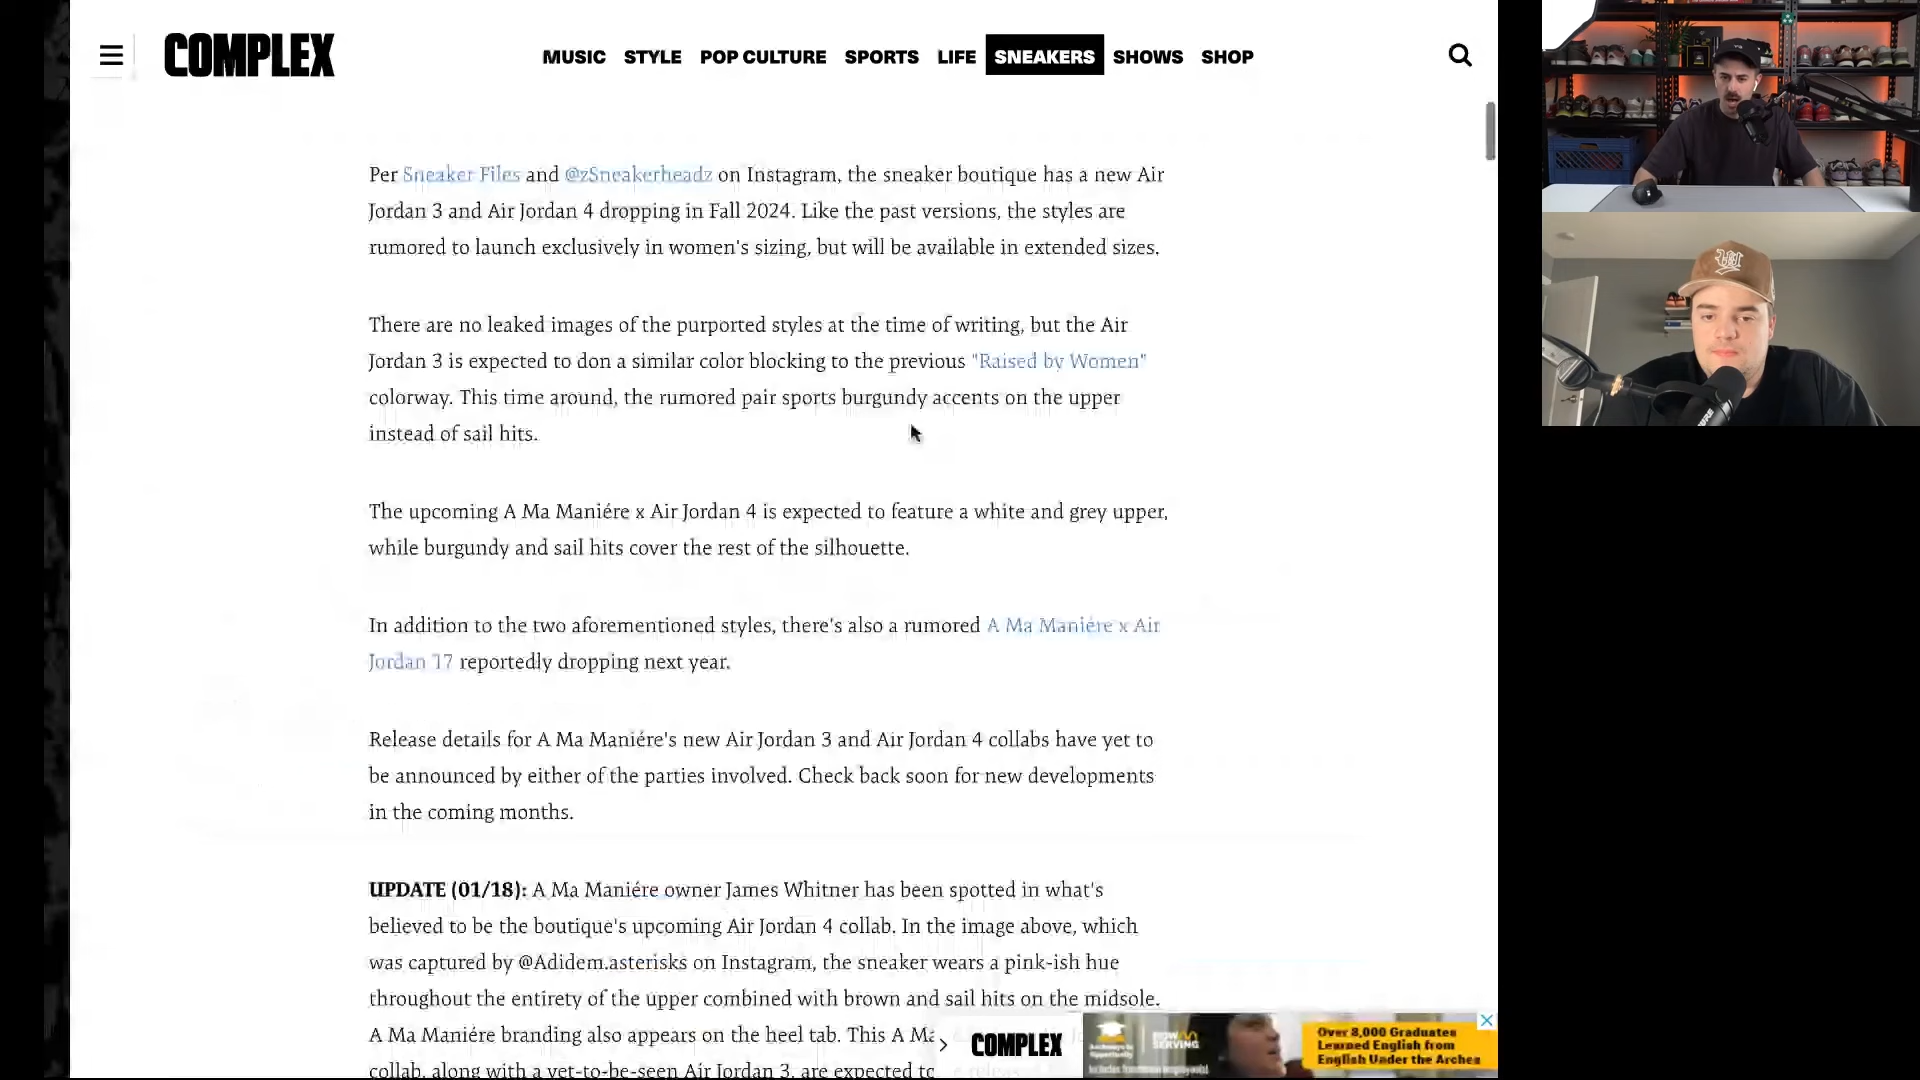 COMPLEX
MUSIC STYLE POP CULTURE SPORTS LIFE SNEAKERS SHOWS SHOP
Per Sneaker Files and @zSneakerheadz on Instagram, the sneaker boutique has a new Air
Jordan 3 and Air Jordan 4 dropping in Fall 2024. Like the past versions, the styles are
rumored to launch exclusively in women's sizing, but will be available in extended sizes.
There are no leaked images of the purported styles at the time of writing, but the Air
Jordan 3 is expected to don a similar color blocking to the previous "Raised by Women"
colorway. This time around, the rumored pair sports burgundy accents on the upper
instead of sail hits.
The upcoming A Ma Maniére x Air Jordan 4 is expected to feature a white and grey upper,
while burgundy and sail hits cover the rest of the silhouette.
In addition to the two aforementioned styles, there's also a rumored A Ma Maniére x Air
Jordan 17 reportedly dropping next year.
Release details for A Ma Maniére's new Air Jordan 3 and Air Jordan 4 collabs have yet to
be announced by either of the parties involved. Check back soon for new developments
in the coming months.
UPDATE (01/18): A Ma Maniére owner James Whitner has been spotted in what's
believed to be the boutique's upcoming Air Jordan 4 collab. In the image above, which
was captured by @Adidem.asterisks on Instagram, the sneaker wears a pink-ish hue
throughout the entirety of the upper combined with brown and sail hits on the midsole.
A Ma Maniére branding also appears on the heel tab. This A Ma
collab, along with a yet-to-be-seen Air Jordan 3, are expected to
COMPLEX
NOW SERVING
Over 8,000 Graduates
Learned English from
English Under the Arches